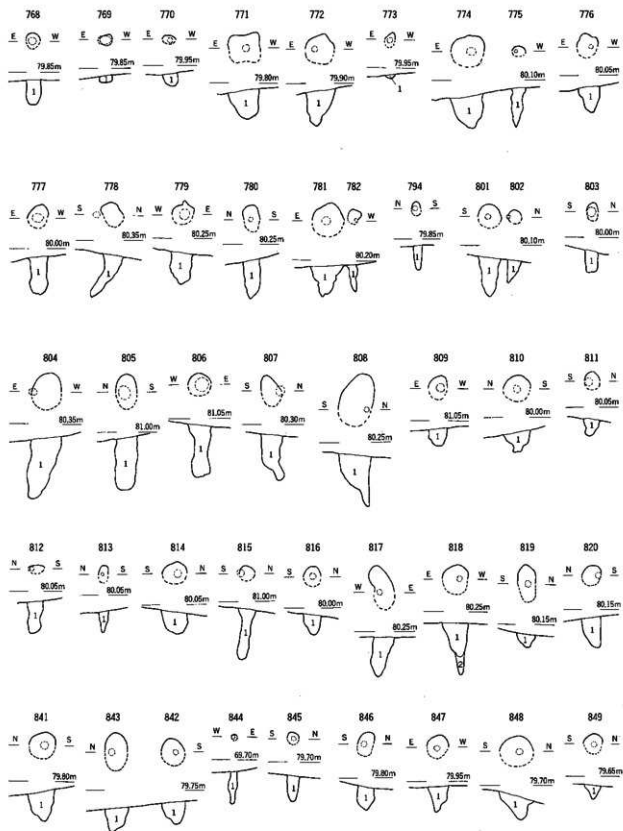 768 769 770 771 772 773 774 775 776
E W E W E W E W E W E W E W E W
79.85m 79.85m 79.95m 79.80m 79.90m 79.95m 80.10m 80.05m
1 1 1 1 1 1 1 1
777 778 779 780 781 782 794 801 802 803
E W S N W E N S E W N S S N S N
80.00m 80.35m 80.25m 80.25m 80.20m 79.85m 80.10m 80.00m
1 1 1 1 1 1 1 1 1 1
804 805 806 807 808 809 810 811
E W N S W E S N S N E W N S S N
80.35m 81.00m 81.05m 80.30m 80.25m 81.05m 80.00m 80.05m
1 1 1 1 1 1 1 1
812 813 814 815 816 817 818 819 820
N S N S S N S N S N W E E W S N N S
80.05m 80.05m 80.05m 81.00m 80.00m 80.25m 80.25m 80.15m 80.15m
1 1 1 1 1 1 1 1 1
2
841 843 842 844 845 846 847 848 849
N S N S W E S N S N E W S N S N
79.80m 79.75m 69.70m 79.70m 79.80m 79.95m 79.70m 79.65m
1 1 1 1 1 1 1 1 1